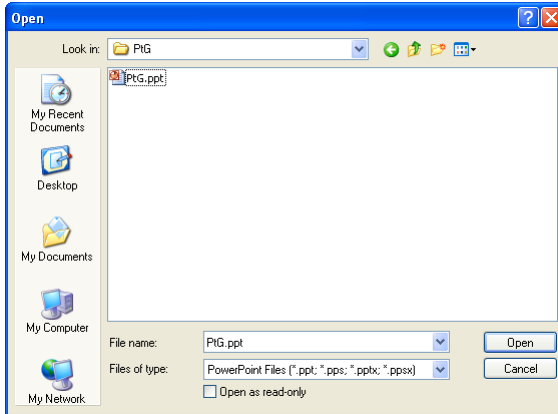 Open
Look in: PtG
PtG.ppt
My Recent
Documents
Desktop
My Documents
My Computer
My Network
File name: PtG.ppt Open
Files of type: PowerPoint Files (*.ppt; *.pps; *.pptx; *.ppsx) Cancel
Open as read-only